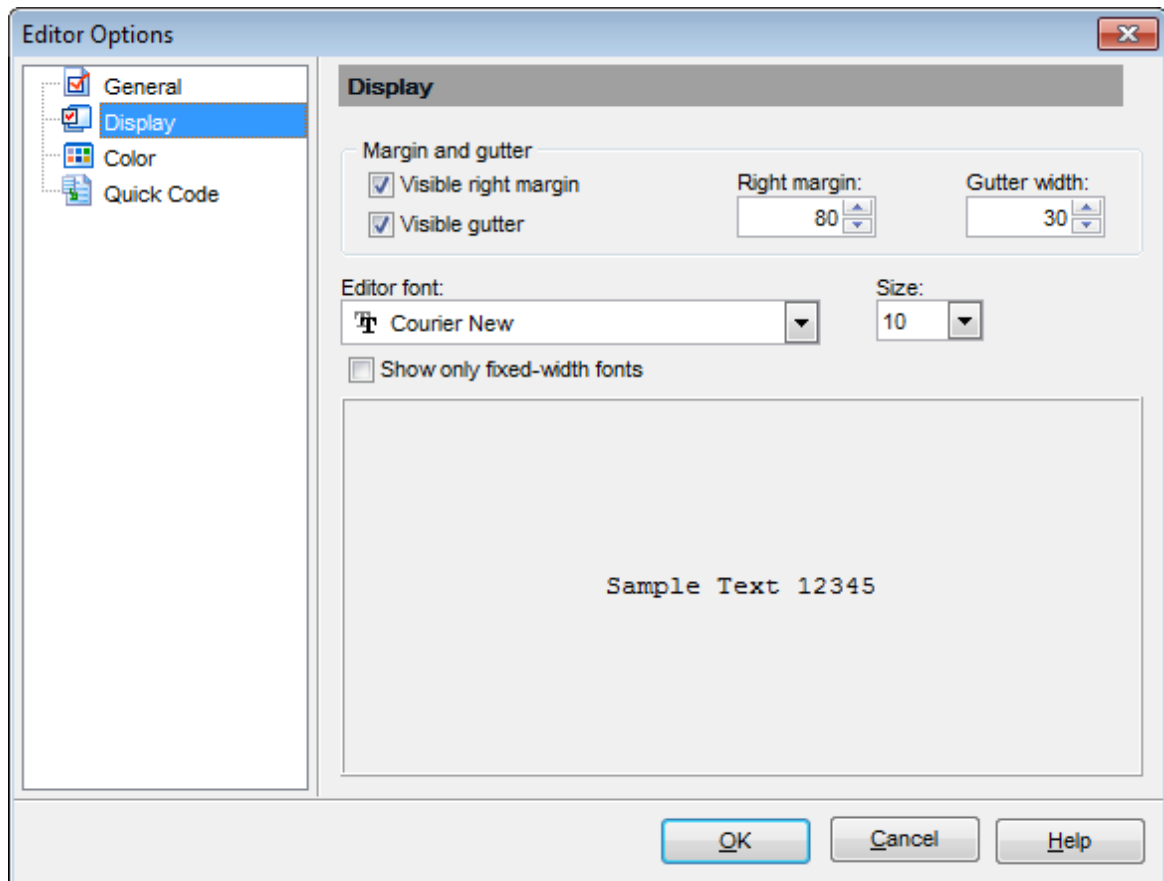 Editor Options
General
Display
Color
Quick Code
Display
Margin and gutter
Visible right margin
Right margin:
Gutter width:
80
30
Visible gutter
Editor font:
Size:
Courier New
10
Show only fixed-width fonts
Sample Text 12345
OK
Cancel
Help